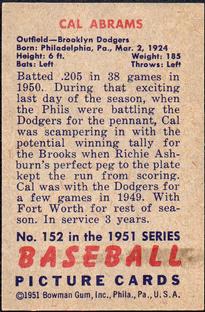 CAL ABRAMS
Outfield—Brooklyn Dodgers
Born: Philadelphia, Pa., Mar. 2, 1924
Height: 6 ft. Weight: 185
Bats: Left Throws: Left
Batted .205 in 38 games in
1950. During that exciting
last day of the season, when
the Phils were battling the
Dodgers for the pennant, Cal
was scampering in with the
potential winning tally for
the Brooks when Richie Ash-
burn's perfect peg to the plate
kept the run from scoring.
Cal was with the Dodgers for
a few games in 1949. With
Fort Worth for rest of sea-
son. In service 3 years.
No. 152 in the 1951 SERIES
BASEBALL
PICTURE CARDS
©1951 Bowman Gum, Inc., Phila., Pa., U. S. A.